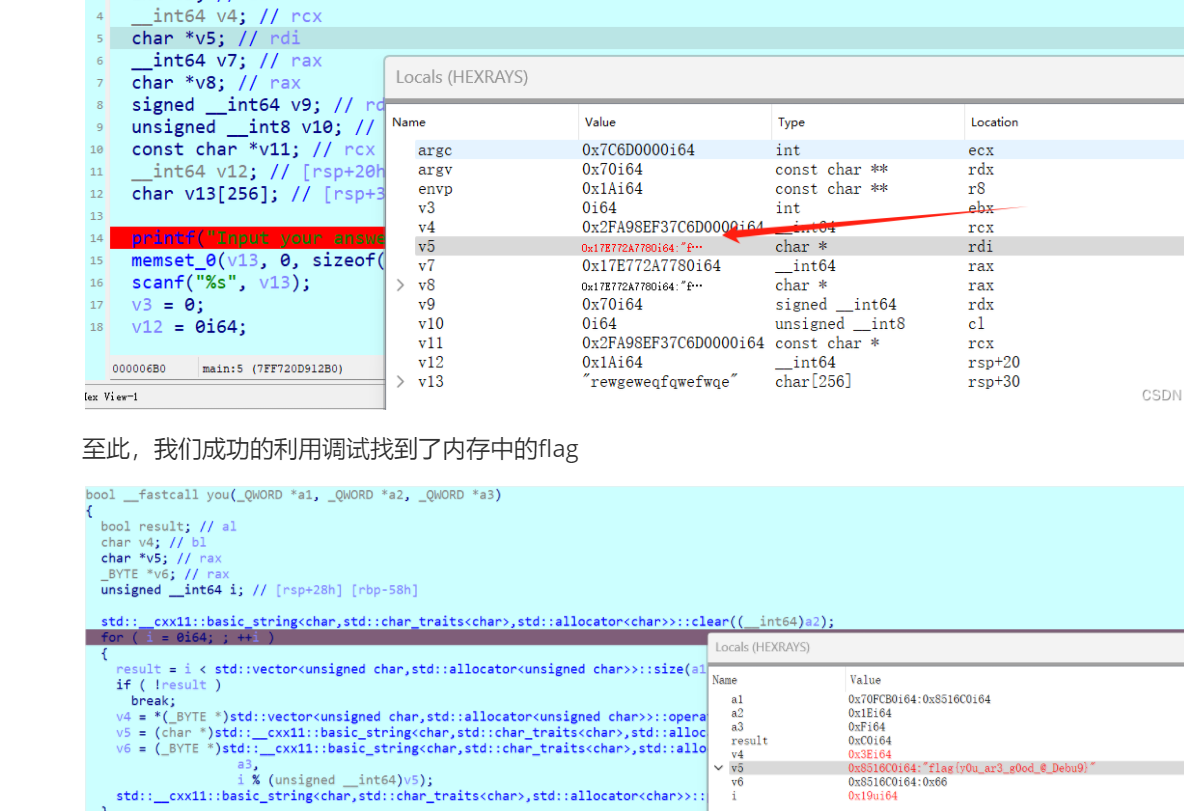 4 __int64 v4; // rcx
5 char *v5; // rdi
6 __int64 v7; // rax
7 char *v8; // rax
8 signed __int64 v9; // rd
9 unsigned __int8 v10; //
10 const char *v11; // rcx
11 __int64 v12; // [rsp+20h
12 char v13[256]; // [rsp+3
13
14 printf("Input your answe
15 memset_0(v13, 0, sizeof(
16 scanf("%s", v13);
17 v3 = 0;
18 v12 = 0i64;
000006B0 main:5 (7FF720D912B0)
Hex View-1
Locals (HEXRAYS)
Name Value Type Location
argc 0x7C6D0000i64 int ecx
argv 0x70i64 const char ** rdx
envp 0x1Ai64 const char ** r8
v3 0i64 int ebx
v4 0x2FA98EF37C6D0000i64 __int64 rcx
v5 0x17E772A7780i64:"f⋯ char * rdi
v7 0x17E772A7780i64 __int64 rax
v8 0x17E772A7780i64:"f⋯ char * rax
v9 0x70i64 signed __int64 rdx
v10 0i64 unsigned __int8 cl
v11 0x2FA98EF37C6D0000i64 const char * rcx
v12 0x1Ai64 __int64 rsp+20
v13 "rewgeweqfqwefwqe" char[256] rsp+30
CSDN
至此，我们成功的利用调试找到了内存中的flag
bool __fastcall you(_QWORD *a1, _QWORD *a2, _QWORD *a3)
{
bool result; // al
char v4; // bl
char *v5; // rax
_BYTE *v6; // rax
unsigned __int64 i; // [rsp+28h] [rbp-58h]
std::__cxx11::basic_string<char,std::char_traits<char>,std::allocator<char>>::clear((__int64)a2);
for ( i = 0i64; ; ++i )
{
result = i < std::vector<unsigned char,std::allocator<unsigned char>>::size(a1
if ( !result )
break;
v4 = *(_BYTE *)std::vector<unsigned char,std::allocator<unsigned char>>::opera
v5 = (char *)std::__cxx11::basic_string<char,std::char_traits<char>,std::alloc
v6 = (_BYTE *)std::__cxx11::basic_string<char,std::char_traits<char>,std::allo
a3,
i % (unsigned __int64)v5);
std::__cxx11::basic_string<char,std::char_traits<char>,std::allocator<char>>::
}
Locals (HEXRAYS)
Name Value
a1 0x70FCB0i64:0x8516C0i64
a2 0x1Ei64
a3 0xFi64
result 0xC0i64
v4 0x3Ei64
v5 0x8516C0i64:"flag{y0u_ar3_g0od_@_Debu9}"
v6 0x8516C0i64:0x66
i 0x19ui64